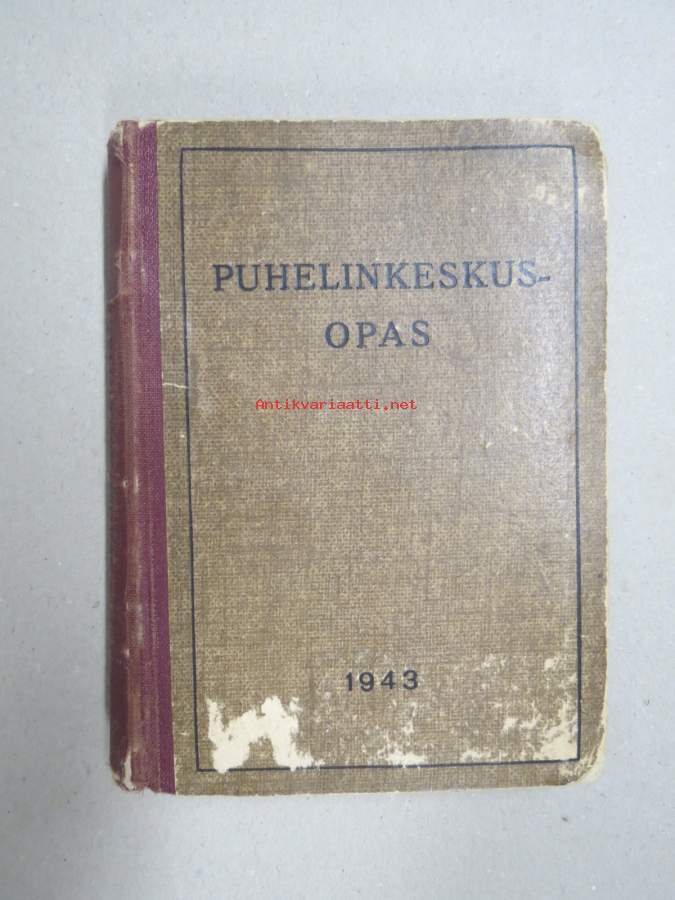 PUHELINKESKUS-
OPAS
Antikvariaatti.net
1943